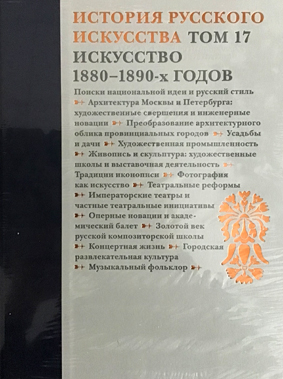 ИСТОРИЯ РУССКОГО
ИСКУССТВА ТОМ 17
ИСКУССТВО
1880–1890-х ГОДОВ
Поиски национальной идеи и русский стиль
Архитектура Москвы и Петербурга:
художественные свершения и инженерные
новации Преобразование архитектурного
облика провинциальных городов Усадьбы
и дачи Художественная промышленность
Живопись и скульптура: художественные
школы и выставочная деятельность
Традиции иконописи Фотография
как искусство Театральные реформы
Императорские театры и
частные театральные инициативы
Оперные новации и акаде-
мический балет Золотой век
русской композиторской школы
Концертная жизнь Городская
развлекательная культура
Музыкальный фольклор